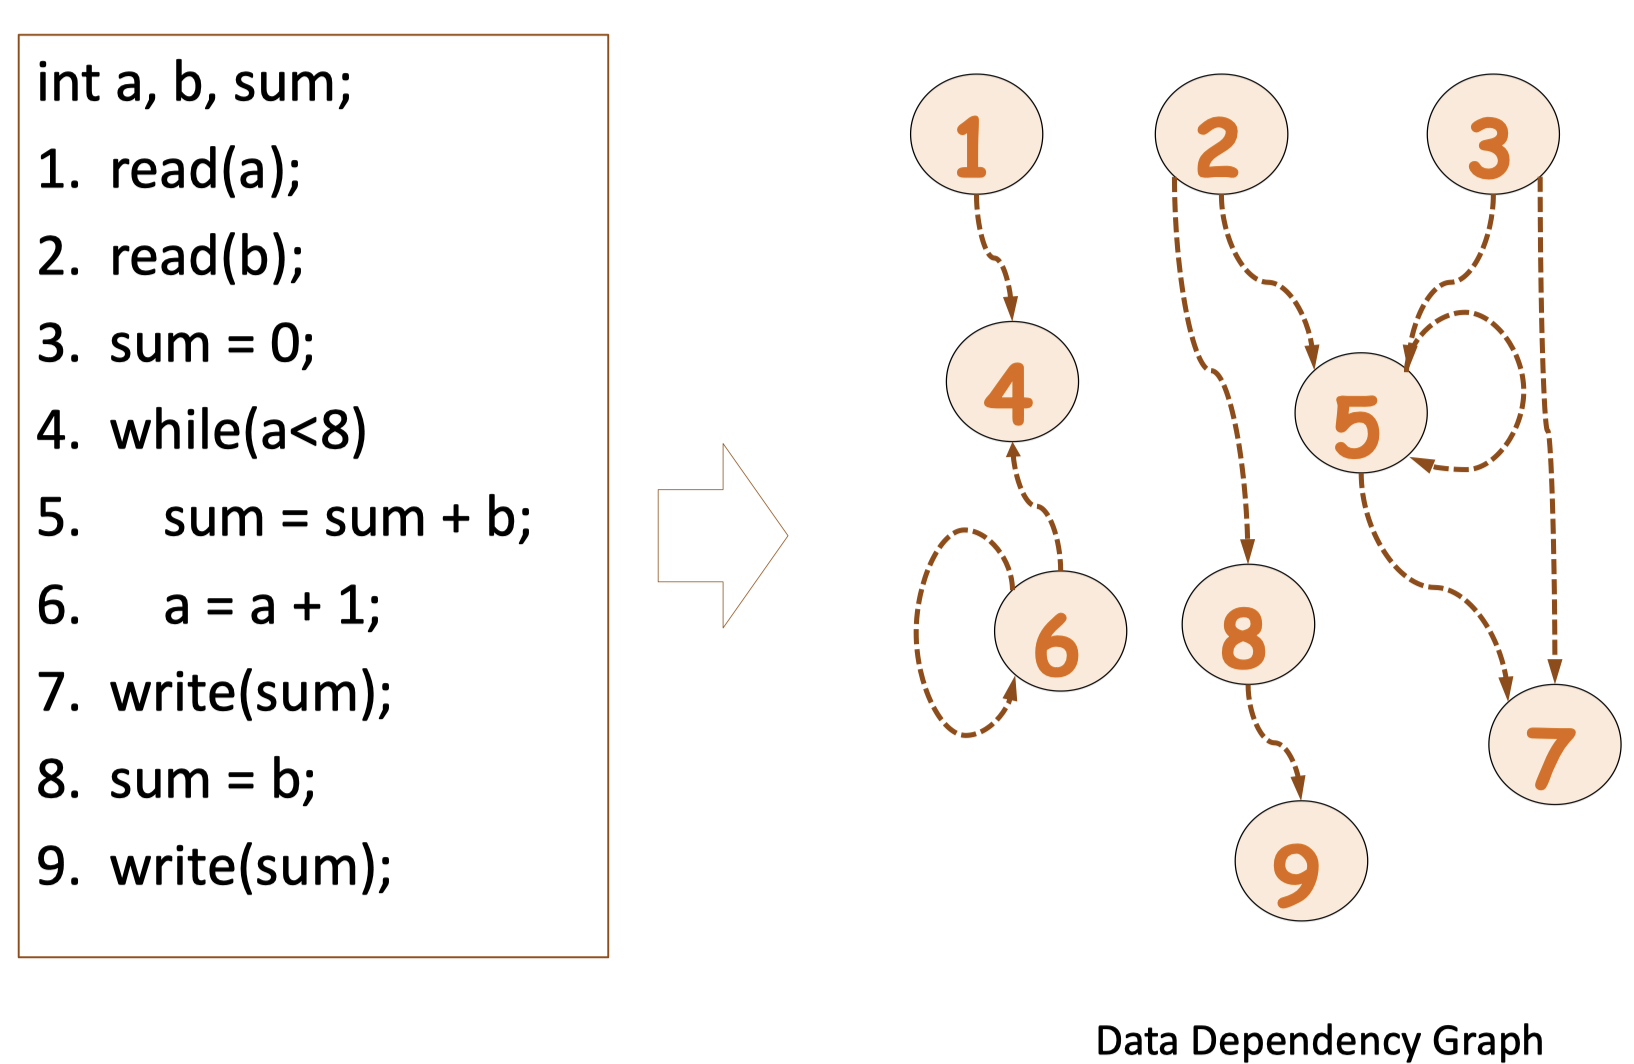 int a, b, sum;
1. read(a);
2. read(b);
3. sum = 0;
4. while(a<8)
5. sum = sum + b;
6. a = a + 1;
7. write(sum);
8. sum = b;
9. write(sum);
1
2
3
4
5
6
8
7
9
Data Dependency Graph